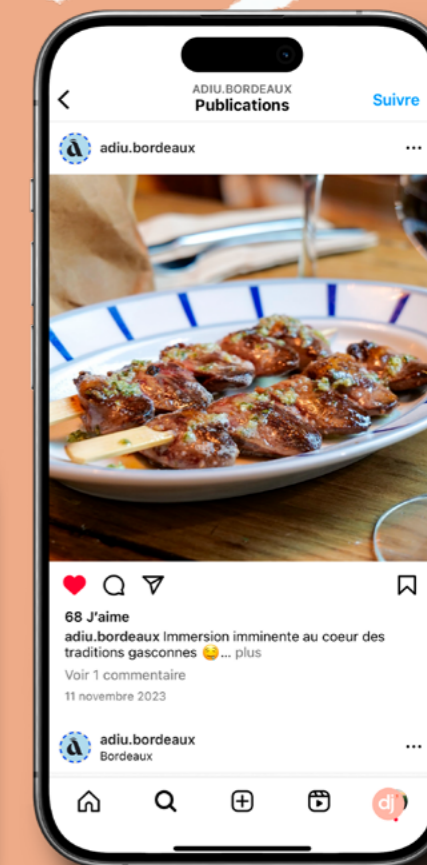 ADIU.BORDEAUX
Publications
Suivre
adiu.bordeaux
68 J'aime
adiu.bordeaux Immersion imminente au coeur des
traditions gasconnes 😋... plus
Voir 1 commentaire
11 novembre 2023
adiu.bordeaux
Bordeaux
dj